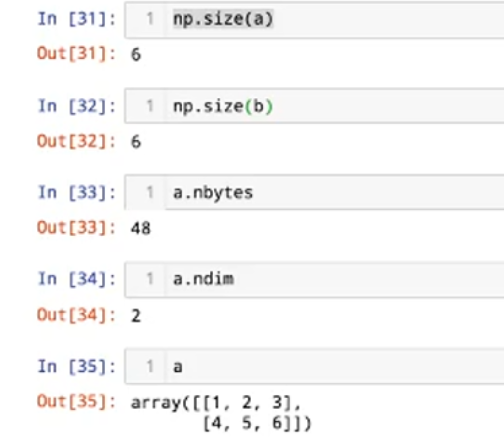 In [31]: 1 np.size(a)
Out[31]: 6
In [32]: 1 np.size(b)
Out[32]: 6
In [33]: 1 a.nbytes
Out[33]: 48
In [34]: 1 a.ndim
Out[34]: 2
In [35]: 1 a
Out[35]: array([[1, 2, 3],
[4, 5, 6]])